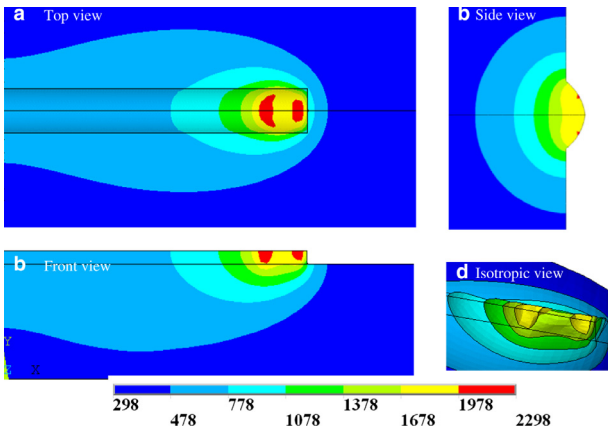 a Top view
b Side view
b Front view
d Isotropic view
Y
Z X
298 778 1378 1978
478 1078 1678 2298